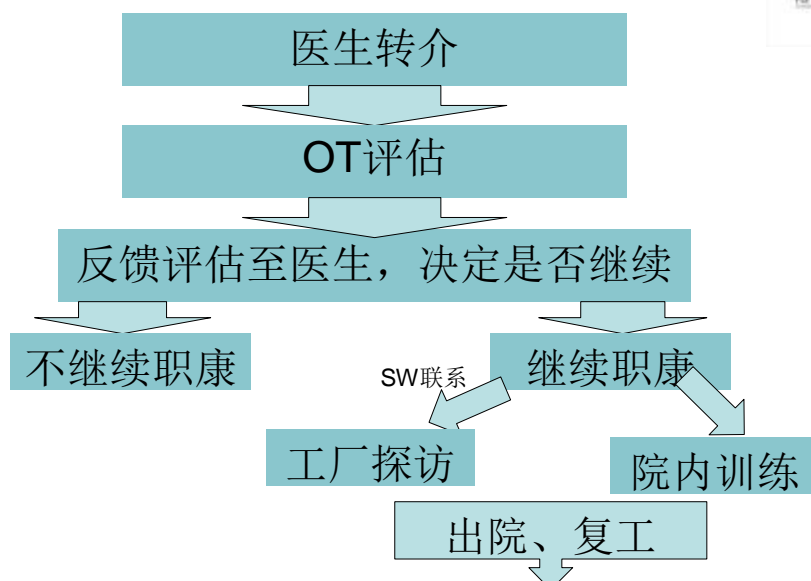 医生转介
OT评估
反馈评估至医生，决定是否继续
不继续职康
继续职康
SW联系
工厂探访
院内训练
出院、复工